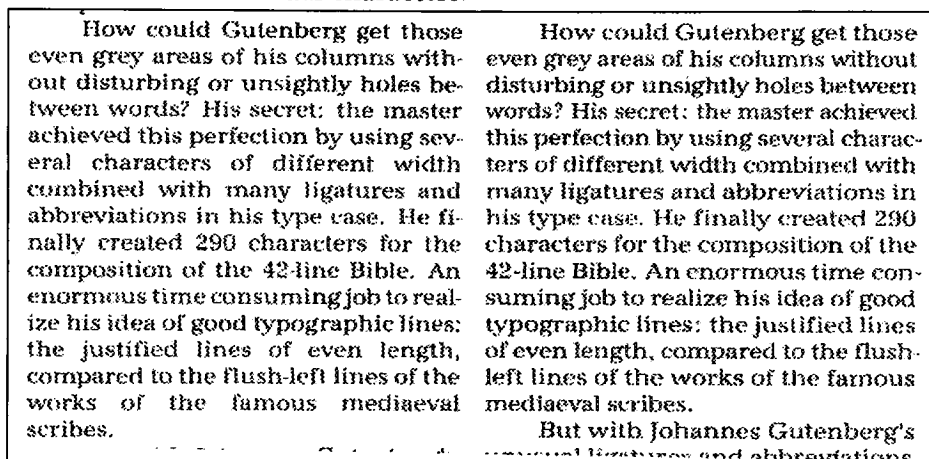 How could Gutenberg get those
even grey areas of his columns with-
out disturbing or unsightly holes be-
tween words? His secret: the master
achieved this perfection by using sev-
eral characters of different width
combined with many ligatures and
abbreviations in his type case. He fi-
nally created 290 characters for the
composition of the 42-line Bible. An
enormous time consuming job to real-
ize his idea of good typographic lines:
the justified lines of even length,
compared to the flush-left lines of the
works of the famous mediaeval
scribes.
How could Gutenberg get those
even grey areas of his columns without
disturbing or unsightly holes between
words? His secret: the master achieved
this perfection by using several charac-
ters of different width combined with
many ligatures and abbreviations in
his type case. He finally created 290
characters for the composition of the
42-line Bible. An enormous time con-
suming job to realize his idea of good
typographic lines: the justified lines
of even length, compared to the flush-
left lines of the works of the famous
mediaeval scribes.
But with Johannes Gutenberg's
unusual ligatures and abbreviations,